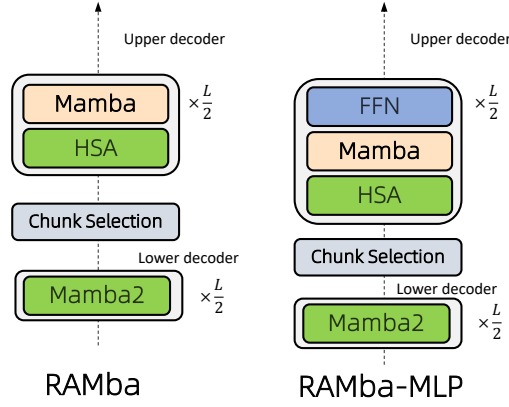 Upper decoder
Mamba
× L/2
HSA
Chunk Selection
Lower decoder
Mamba2
× L/2
RAMba
Upper decoder
FFN
× L/2
Mamba
HSA
Chunk Selection
Lower decoder
Mamba2
× L/2
RAMba-MLP